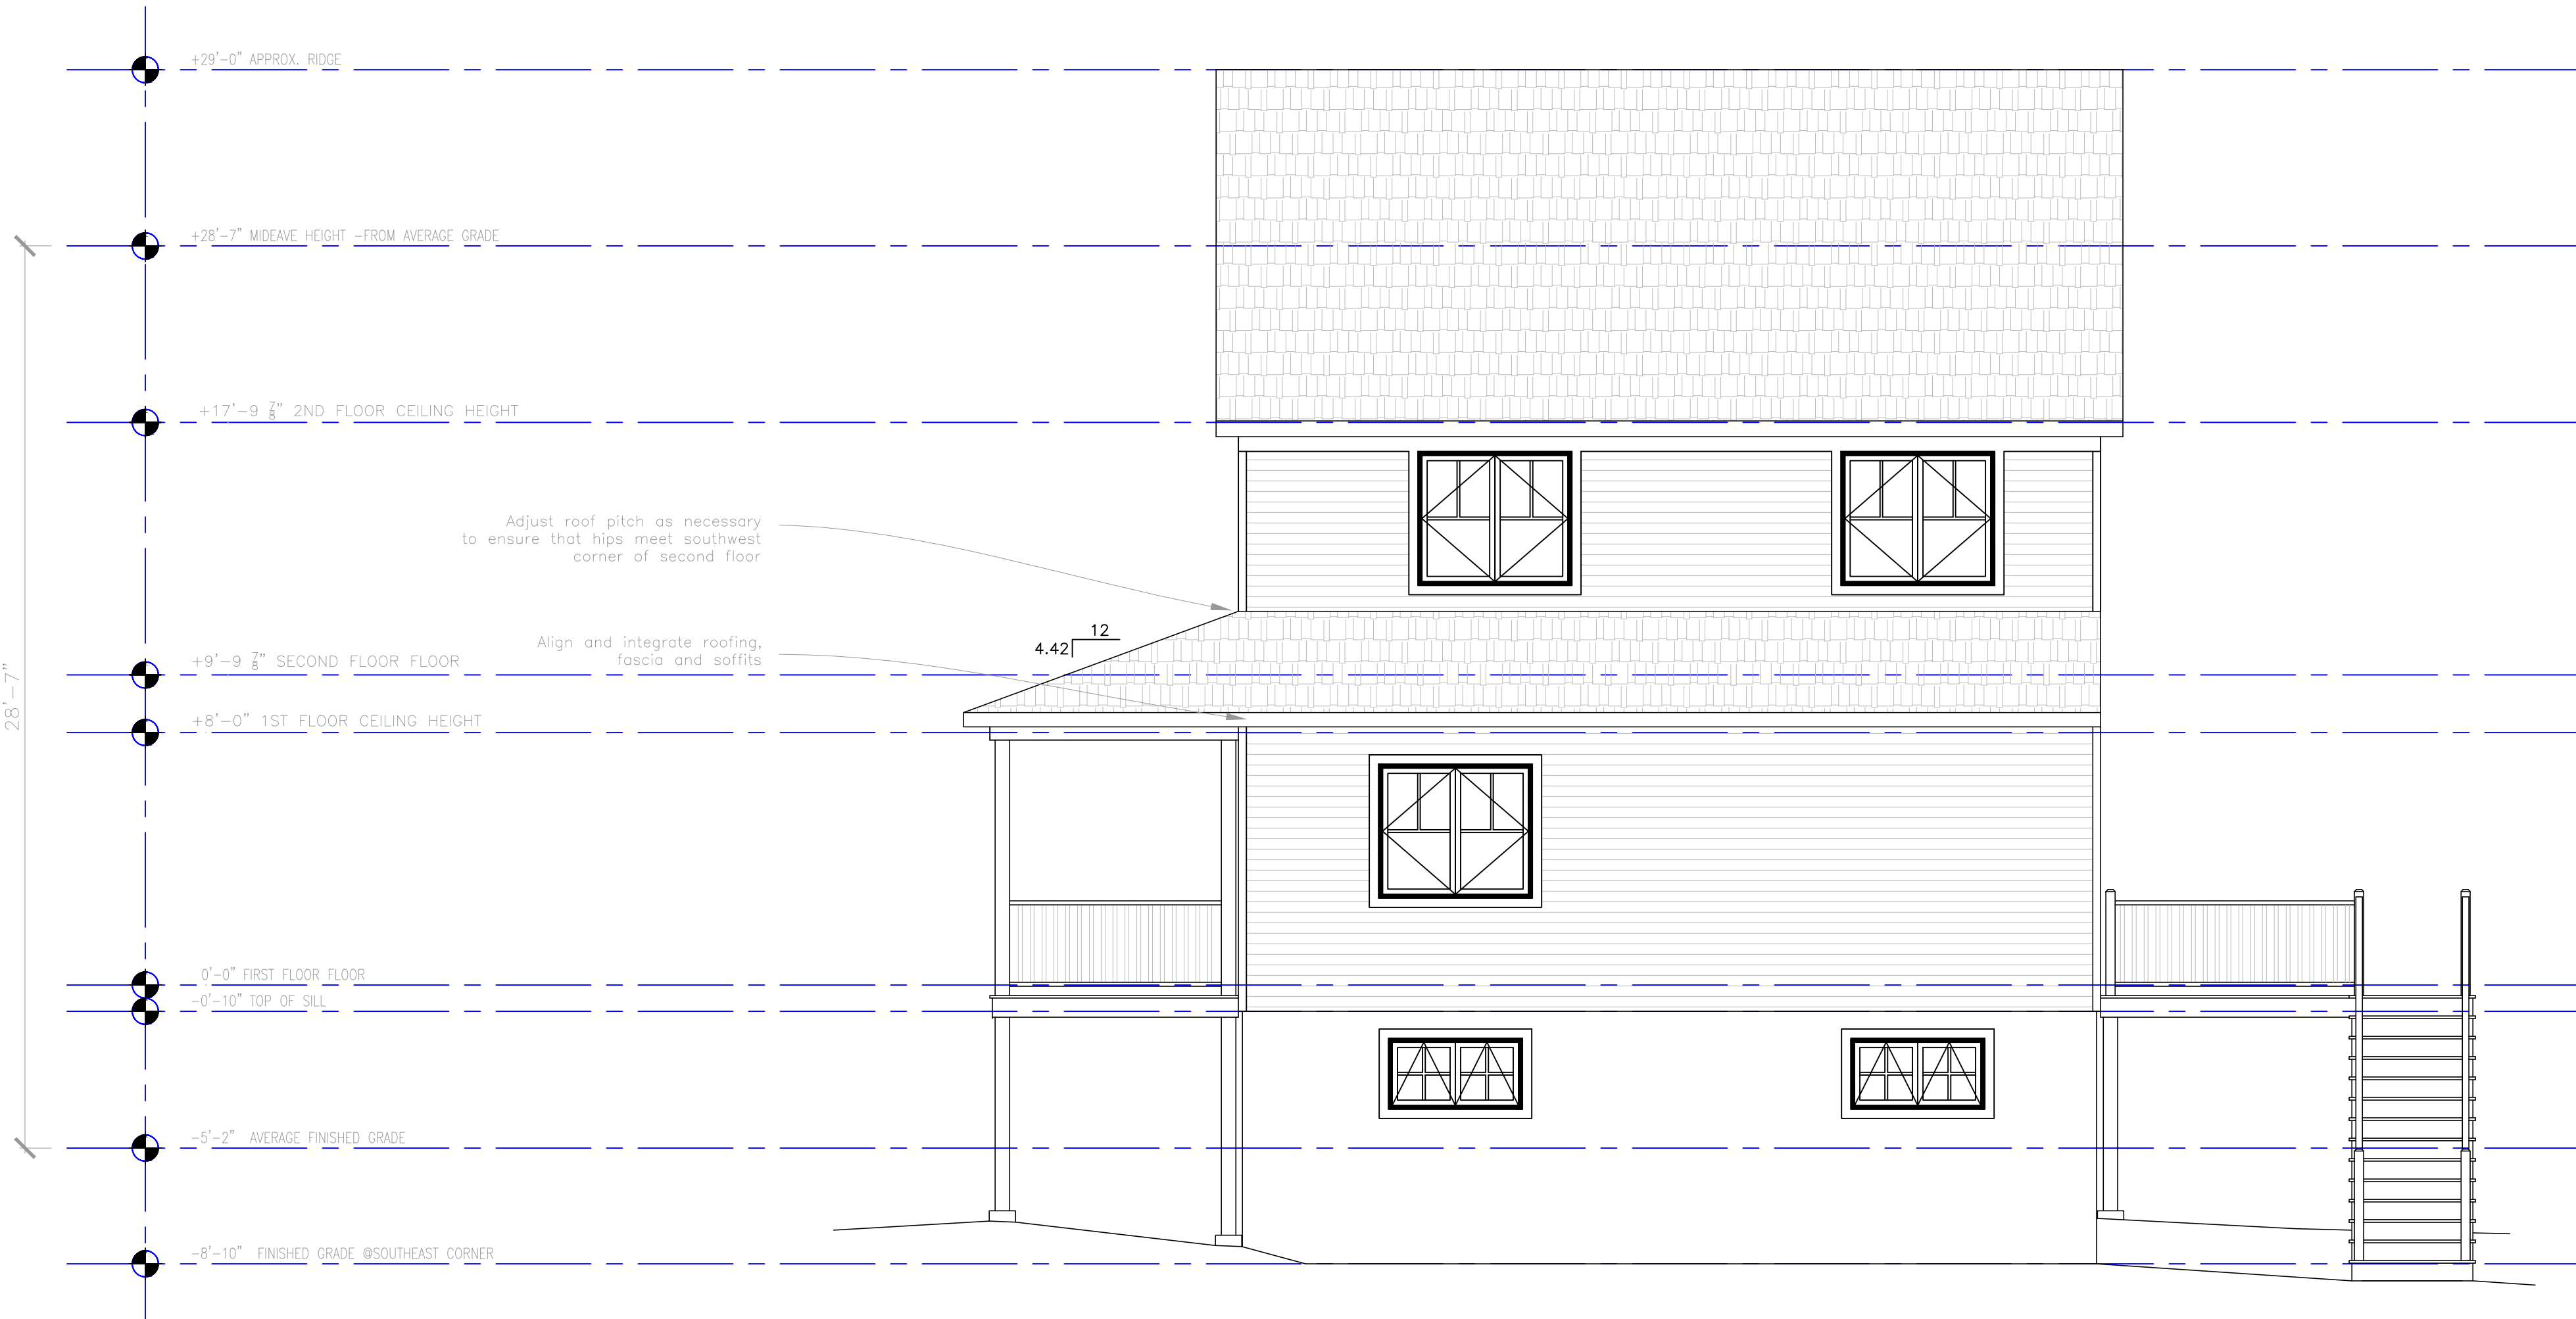 +29'-0" APPROX. RIDGE
+28'-7" MIDEAVE HEIGHT -FROM AVERAGE GRADE
+17'-9 7/8" 2ND FLOOR CEILING HEIGHT
Adjust roof pitch as necessary
to ensure that hips meet southwest
corner of second floor
12
4.42
Align and integrate roofing,
fascia and soffits
+9'-9 7/8" SECOND FLOOR FLOOR
28'-7"
+8'-0" 1ST FLOOR CEILING HEIGHT
0'-0" FIRST FLOOR FLOOR
-0'-10" TOP OF SILL
-5'-2" AVERAGE FINISHED GRADE
-8'-10" FINISHED GRADE @SOUTHEAST CORNER